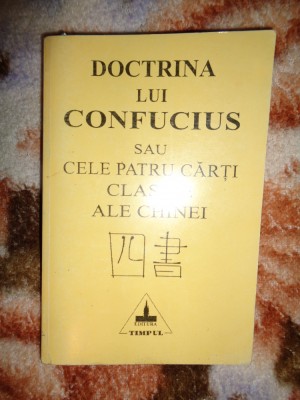 DOCTRINA
LUI
CONFUCIUS
SAU
CELE PATRU CĂRȚI
ALE CHINEI
四書
EDITURA
TIMPUL